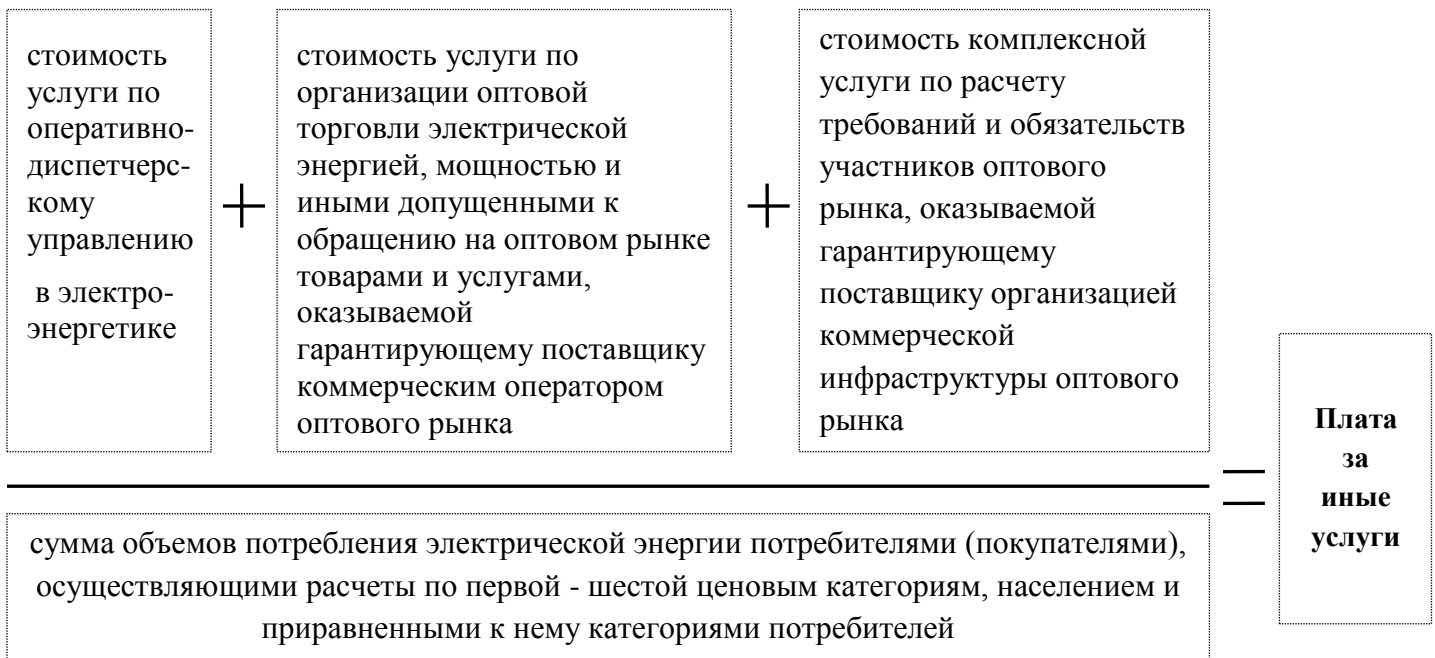 стоимость
услуги по
оперативно-
диспетчерс-
кому
управлению
в электро-
энергетике
+
стоимость услуги по
организации оптовой
торговли электрической
энергией, мощностью и
иными допущенными к
обращению на оптовом рынке
товарами и услугами,
оказываемой
гарантирующему поставщику
коммерческим оператором
оптового рынка
+
стоимость комплексной
услуги по расчету
требований и обязательств
участников оптового
рынка, оказываемой
гарантирующему
поставщику организацией
коммерческой
инфраструктуры оптового
рынка
сумма объемов потребления электрической энергии потребителями (покупателями),
осуществляющими расчеты по первой - шестой ценовым категориям, населением и
приравненными к нему категориями потребителей
=
Плата
за
иные
услуги